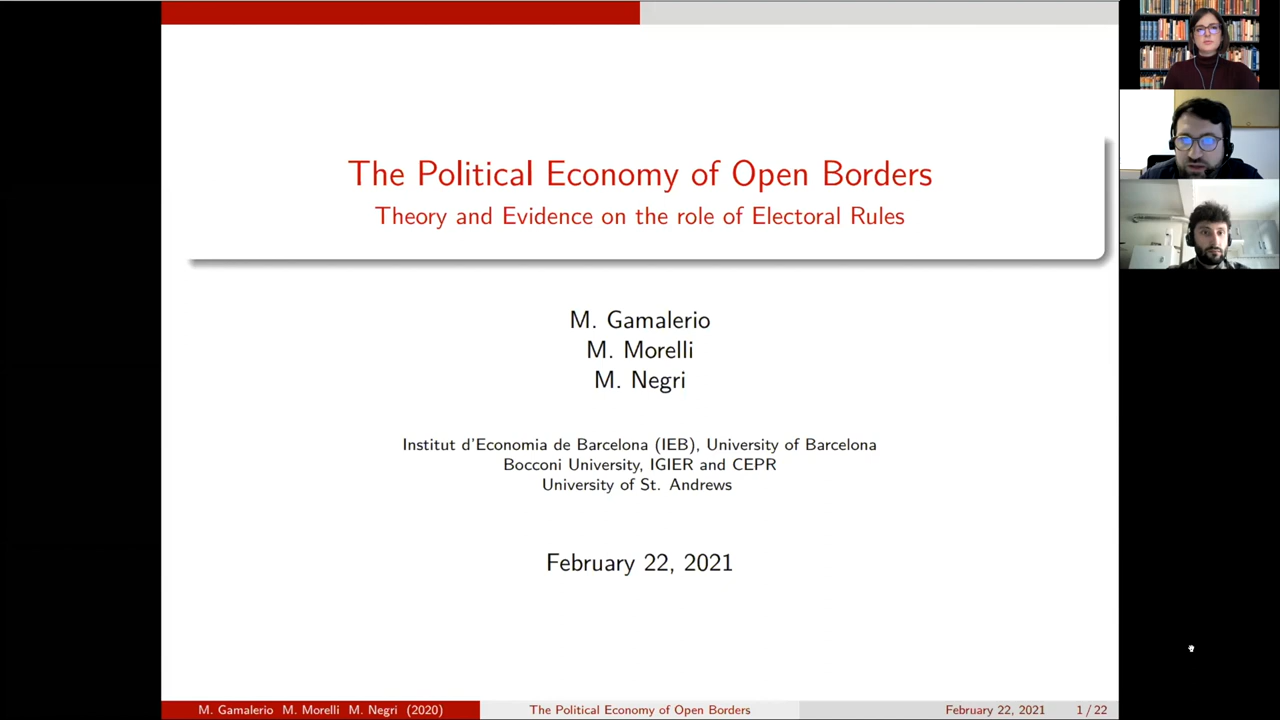 The Political Economy of Open Borders
Theory and Evidence on the role of Electoral Rules
M. Gamalerio
M. Morelli
M. Negri
Institut d'Economia de Barcelona (IEB), University of Barcelona
Bocconi University, IGIER and CEPR
University of St. Andrews
February 22, 2021
M. Gamalerio M. Morelli M. Negri (2020) The Political Economy of Open Borders February 22, 2021 1 / 22